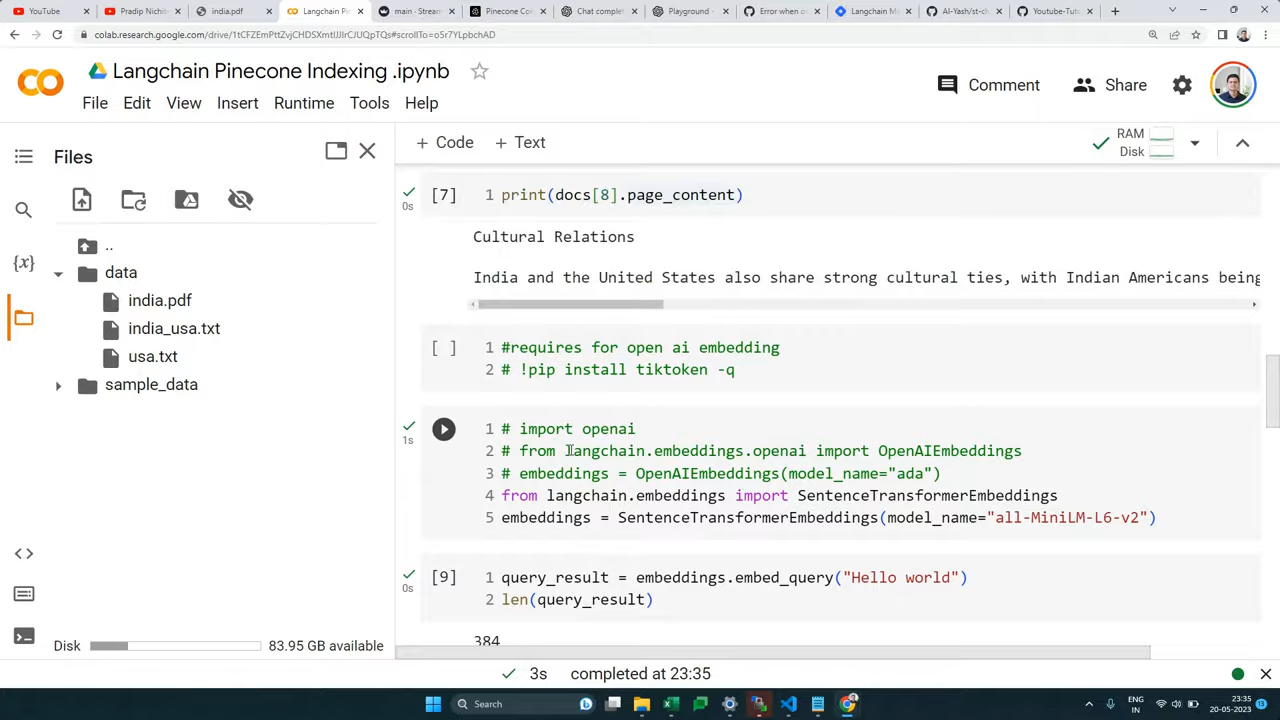 YouTube
Pradip Nichite
india.pdf
Langchain Pin
main - Stream
Pinecone Co
Chat complet
Playground
Error when c
Langchain M
AI-Yash/st-c
Youtube-Tuto
colab.research.google.com/drive/
Langchain Pinecone Indexing .ipynb
Comment
Share
File Edit View Insert Runtime Tools Help
Files
+ Code + Text
RAM
Disk
..
data
india.pdf
india_usa.txt
usa.txt
sample_data
{x}
[7] 1 print(docs[8].page_content)
0s
Cultural Relations
India and the United States also share strong cultural ties, with Indian Americans being
[ ] 1 #requires for open ai embedding
2 # !pip install tiktoken -q
1 # import openai
1s
2 # from langchain.embeddings.openai import OpenAIEmbeddings
3 # embeddings = OpenAIEmbeddings(model_name="ada")
4 from langchain.embeddings import SentenceTransformerEmbeddings
5 embeddings = SentenceTransformerEmbeddings(model_name="all-MiniLM-L6-v2")
[9] 1 query_result = embeddings.embed_query("Hello world")
0s
2 len(query_result)
384
Disk 83.95 GB available
3s completed at 23:35
Search
ENG
IN
23:35
20-05-2023